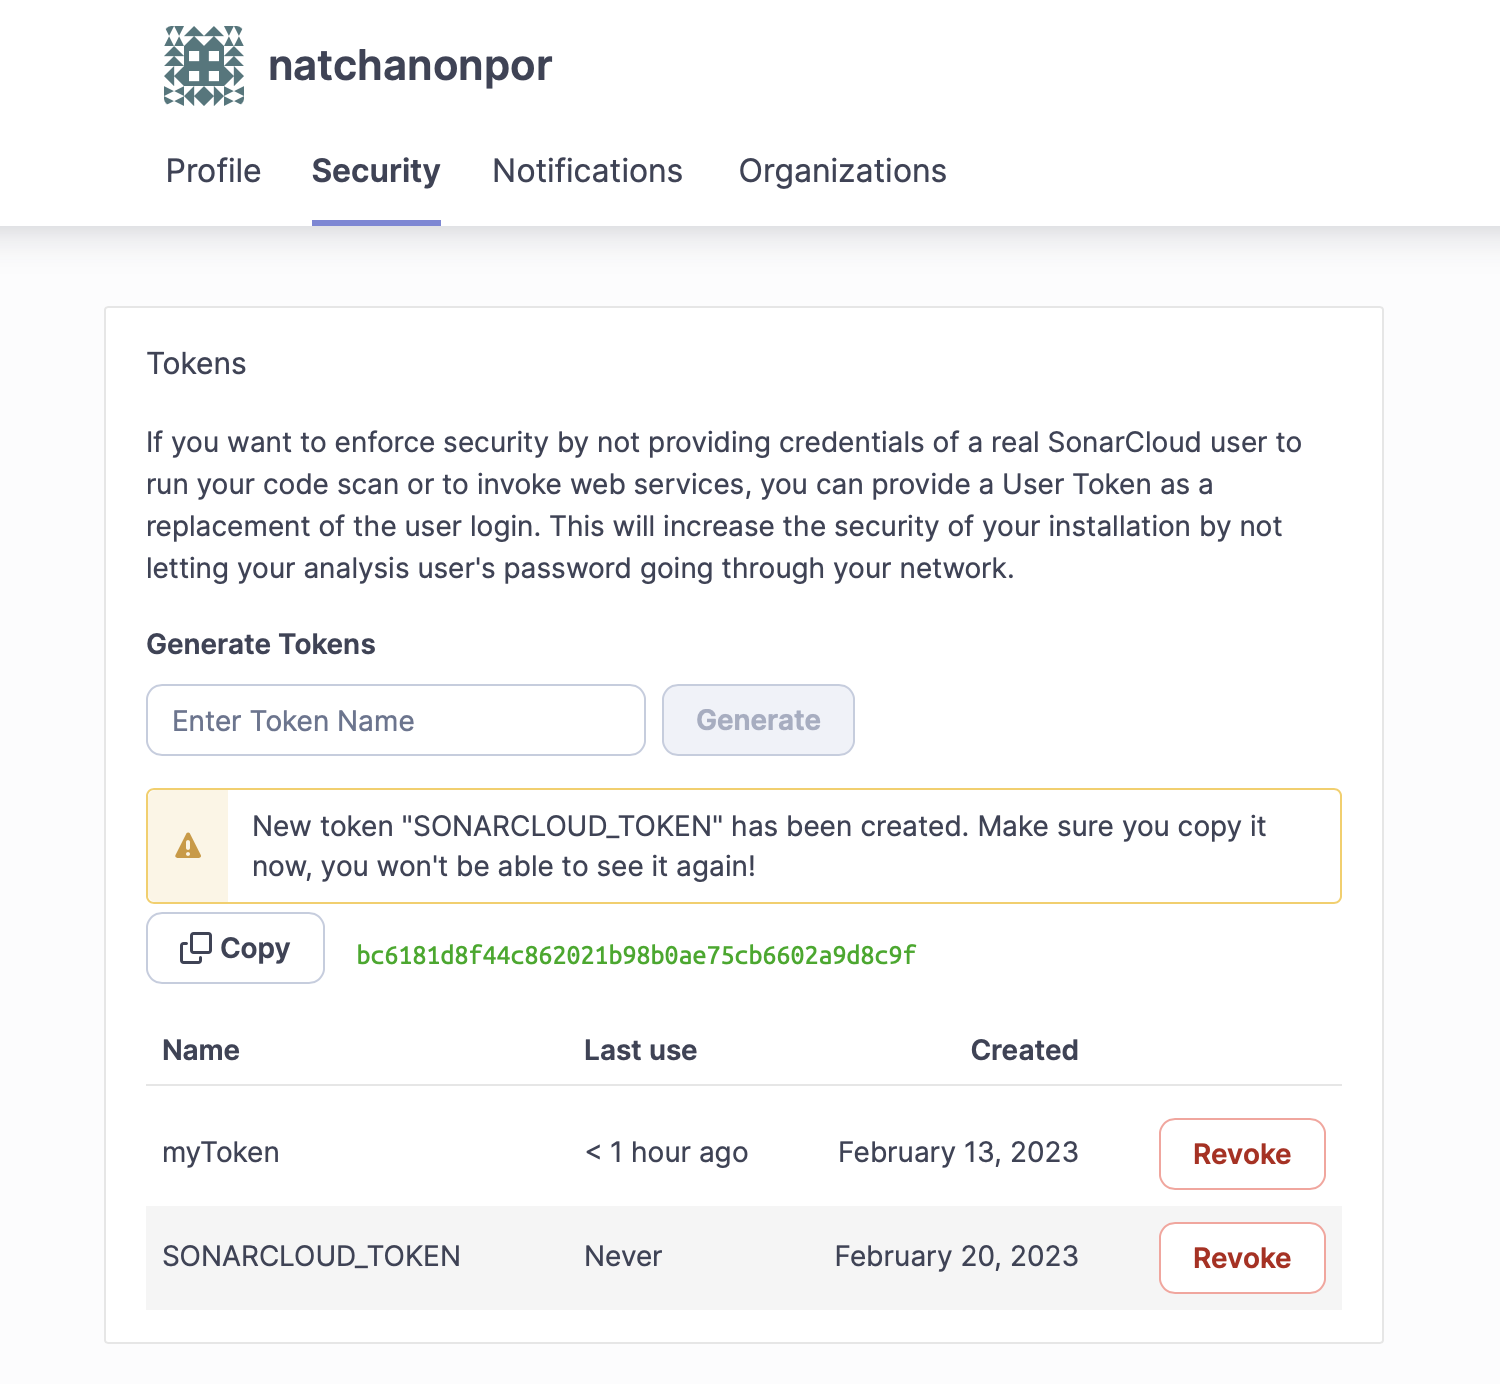 natchanonpor
Profile Security Notifications Organizations
Tokens
If you want to enforce security by not providing credentials of a real SonarCloud user to
run your code scan or to invoke web services, you can provide a User Token as a
replacement of the user login. This will increase the security of your installation by not
letting your analysis user's password going through your network.
Generate Tokens
Enter Token Name Generate
New token "SONARCLOUD_TOKEN" has been created. Make sure you copy it
now, you won't be able to see it again!
Copy bc6181d8f44c862021b98b0ae75cb6602a9d8c9f
Name Last use Created
myToken < 1 hour ago February 13, 2023 Revoke
SONARCLOUD_TOKEN Never February 20, 2023 Revoke